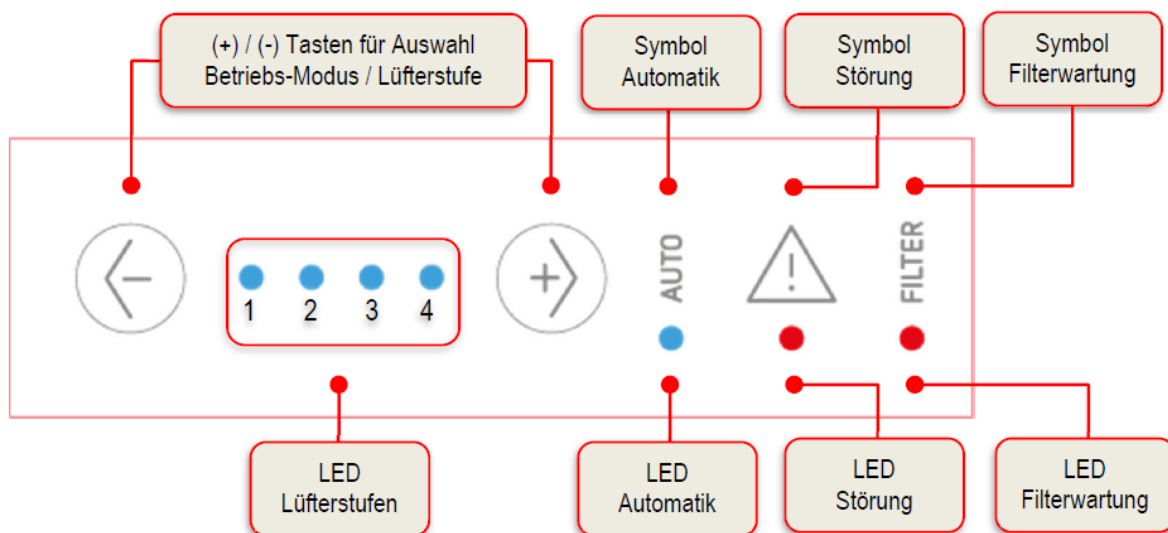 (+) / (-) Tasten für Auswahl
Betriebs-Modus / Lüfterstufe
Symbol
Automatik
Symbol
Störung
Symbol
Filterwartung
-
1 2 3 4
+
AUTO
!
FILTER
LED
Lüfterstufen
LED
Automatik
LED
Störung
LED
Filterwartung